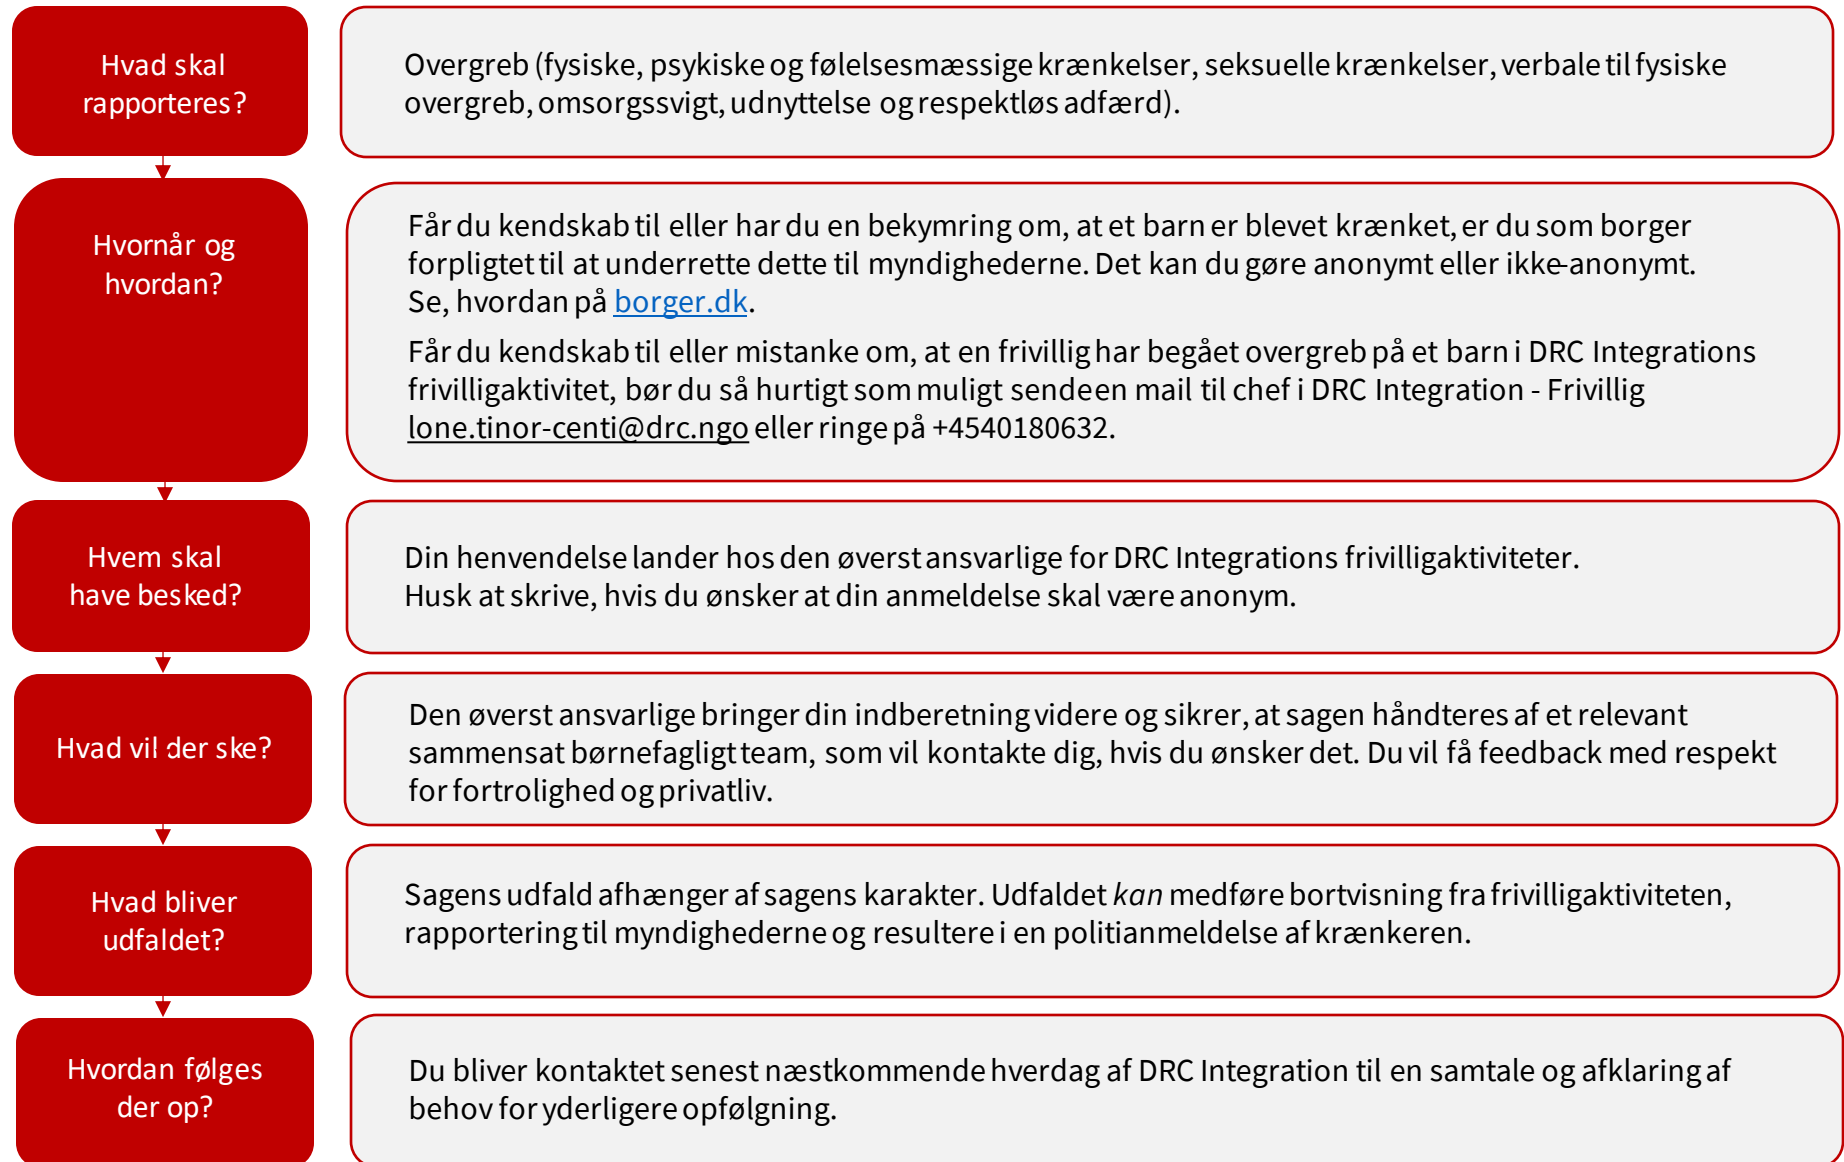 Hvad skal
rapporteres?
Overgreb (fysiske, psykiske og følelsesmæssige krænkelser, seksuelle krænkelser, verbale til fysiske
overgreb, omsorgssvigt, udnyttelse og respektløs adfærd).
Hvornår og
hvordan?
Får du kendskab til eller har du en bekymring om, at et barn er blevet krænket, er du som borger
forpligtet til at underrette dette til myndighederne. Det kan du gøre anonymt eller ikke-anonymt.
Se, hvordan på borger.dk.
Får du kendskab til eller mistanke om, at en frivillig har begået overgreb på et barn i DRC Integrations
frivilligaktivitet, bør du så hurtigt som muligt sende en mail til chef i DRC Integration - Frivillig
lone.tinor-centi@drc.ngo eller ringe på +4540180632.
Hvem skal
have besked?
Din henvendelse lander hos den øverst ansvarlige for DRC Integrations frivilligaktiviteter.
Husk at skrive, hvis du ønsker at din anmeldelse skal være anonym.
Hvad vil der ske?
Den øverst ansvarlige bringer din indberetning videre og sikrer, at sagen håndteres af et relevant
sammensat børnefagligt team, som vil kontakte dig, hvis du ønsker det. Du vil få feedback med respekt
for fortrolighed og privatliv.
Hvad bliver
udfaldet?
Sagens udfald afhænger af sagens karakter. Udfaldet kan medføre bortvisning fra frivilligaktiviteten,
rapportering til myndighederne og resultere i en politianmeldelse af krænkeren.
Hvordan følges
der op?
Du bliver kontaktet senest næstkommende hverdag af DRC Integration til en samtale og afklaring af
behov for yderligere opfølgning.